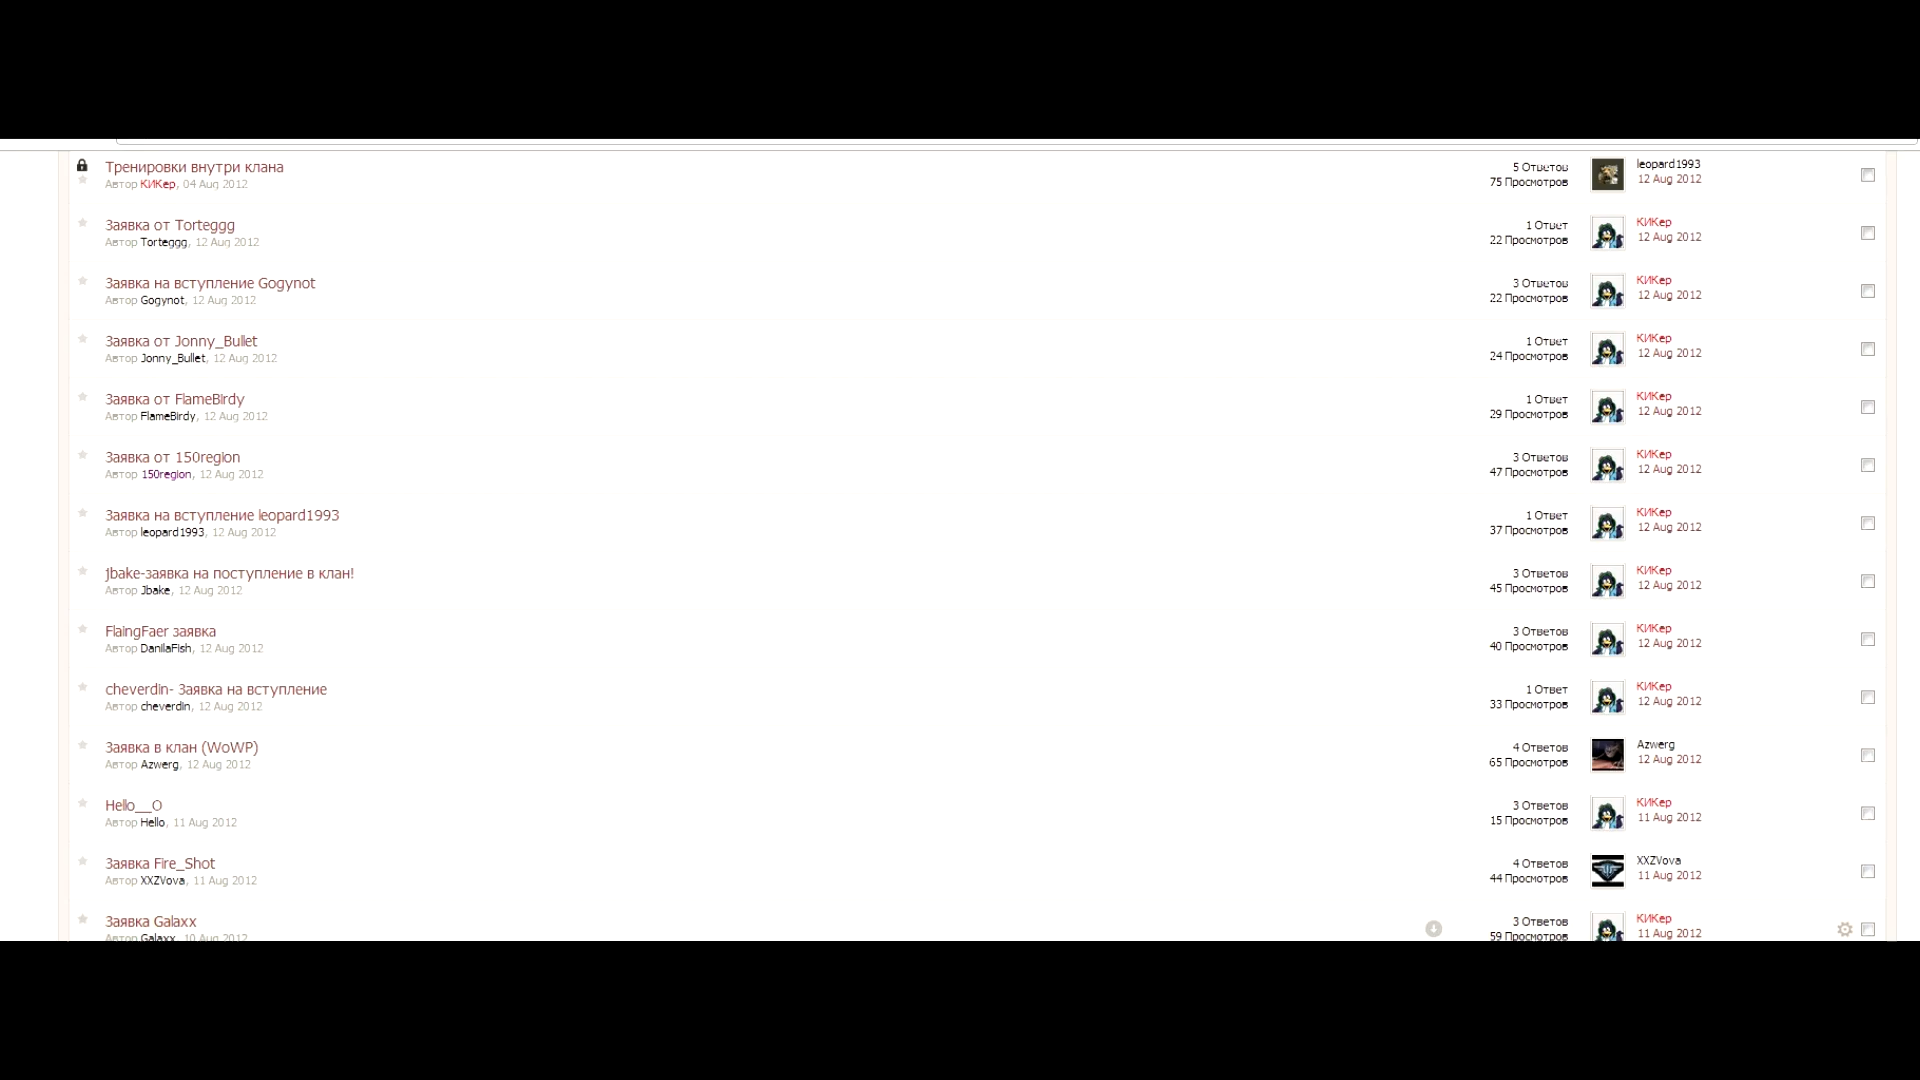 Тренировки внутри клана
Автор КИКер, 04 Aug 2012
5 Ответов
75 Просмотров
leopard1993
12 Aug 2012
Заявка от Torteggg
Автор Torteggg, 12 Aug 2012
1 Ответ
22 Просмотров
КИКер
12 Aug 2012
Заявка на вступление Gogynot
Автор Gogynot, 12 Aug 2012
3 Ответов
22 Просмотров
КИКер
12 Aug 2012
Заявка от Jonny_Bullet
Автор Jonny_Bullet, 12 Aug 2012
1 Ответ
24 Просмотров
КИКер
12 Aug 2012
Заявка от FlameBirdy
Автор FlameBirdy, 12 Aug 2012
1 Ответ
29 Просмотров
КИКер
12 Aug 2012
Заявка от 150region
Автор 150region, 12 Aug 2012
3 Ответов
47 Просмотров
КИКер
12 Aug 2012
Заявка на вступление leopard1993
Автор leopard1993, 12 Aug 2012
1 Ответ
37 Просмотров
КИКер
12 Aug 2012
jbake-заявка на поступление в клан!
Автор Jbake, 12 Aug 2012
3 Ответов
45 Просмотров
КИКер
12 Aug 2012
FlaingFaer заявка
Автор DanilaFish, 12 Aug 2012
3 Ответов
40 Просмотров
КИКер
12 Aug 2012
cheverdin- Заявка на вступление
Автор cheverdin, 12 Aug 2012
1 Ответ
33 Просмотров
КИКер
12 Aug 2012
Заявка в клан (WoWP)
Автор Azwerg, 12 Aug 2012
4 Ответов
65 Просмотров
Azwerg
12 Aug 2012
Hello__O
Автор Hello, 11 Aug 2012
3 Ответов
15 Просмотров
КИКер
11 Aug 2012
Заявка Fire_Shot
Автор XXZVova, 11 Aug 2012
4 Ответов
44 Просмотров
XXZVova
11 Aug 2012
Заявка Galaxx
Автор Galaxx, 10 Aug 2012
3 Ответов
59 Просмотров
КИКер
11 Aug 2012